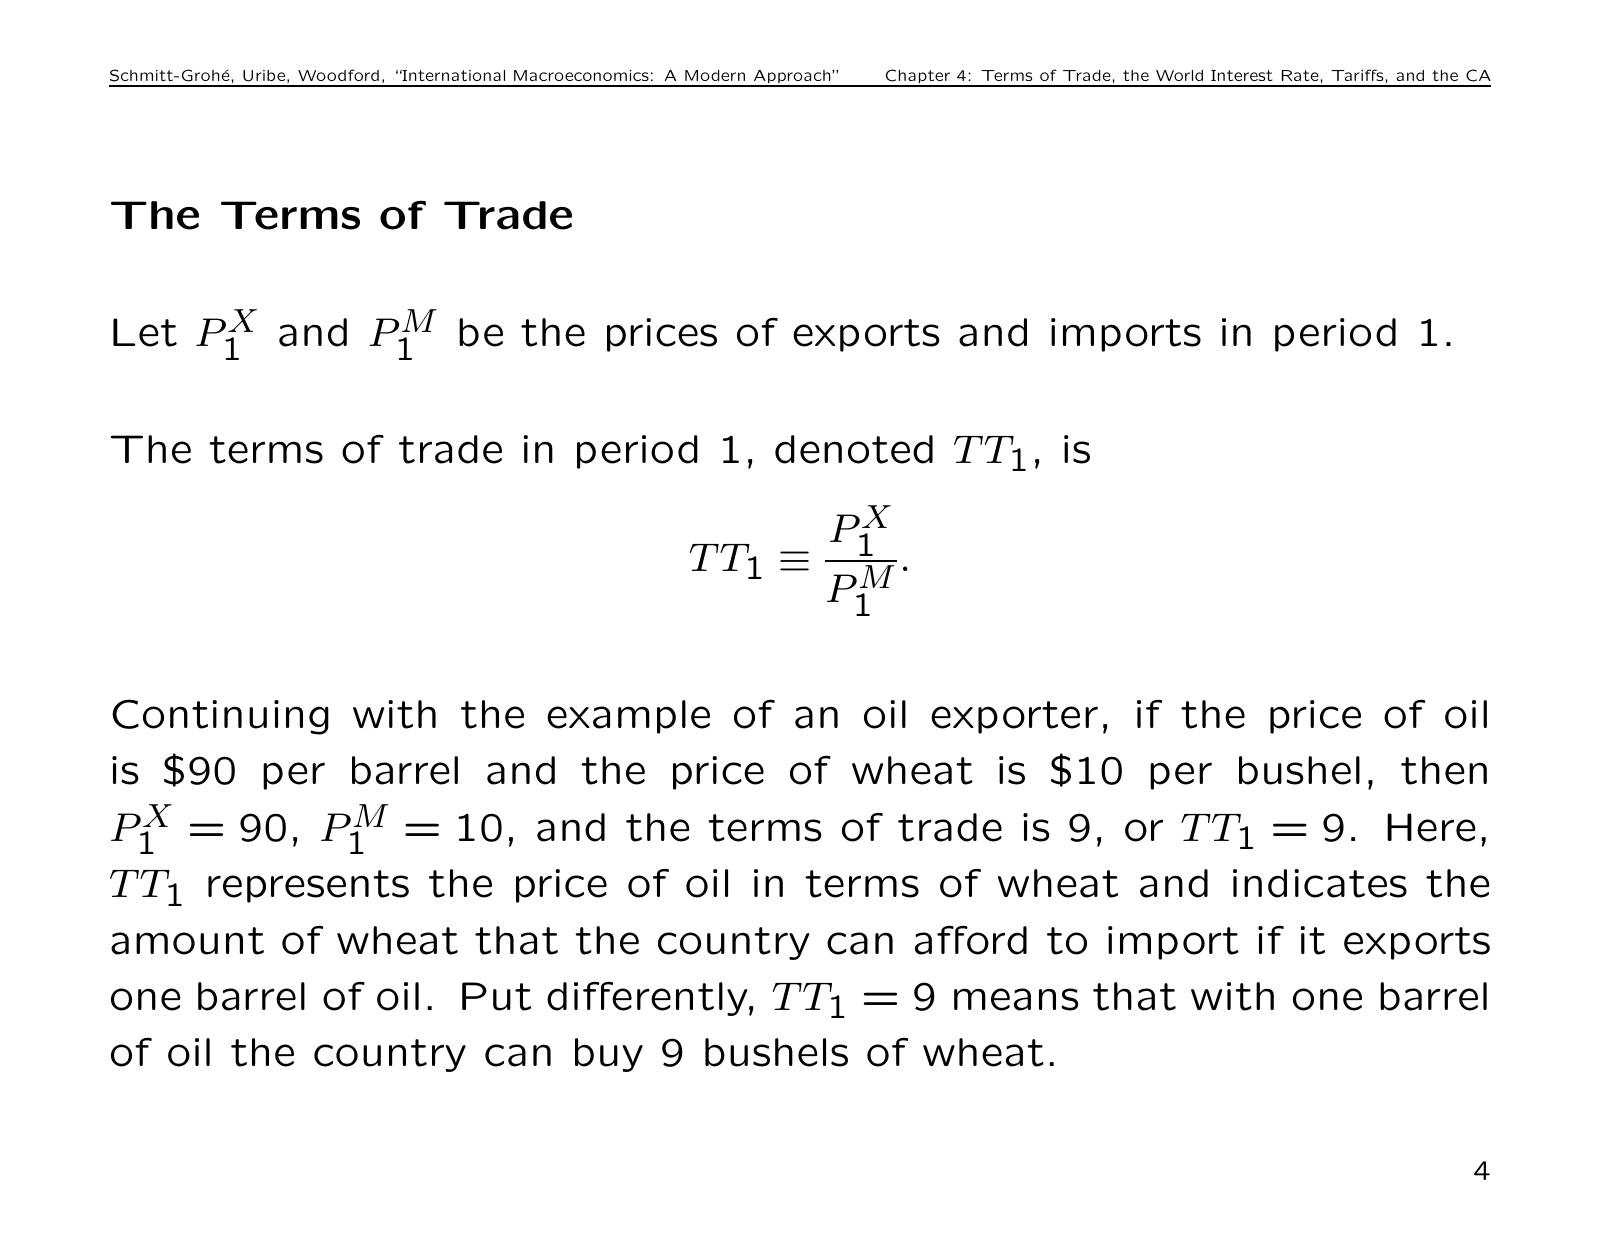 Schmitt-Grohé, Uribe, Woodford, “International Macroeconomics: A Modern Approach” Chapter 4: Terms of Trade, the World Interest Rate, Tariffs, and the CA
The Terms of Trade
Let $P_1^X$ and $P_1^M$ be the prices of exports and imports in period 1.
The terms of trade in period 1, denoted $TT_1$, is
$TT_1 \equiv \frac{P_1^X}{P_1^M}.$
Continuing with the example of an oil exporter, if the price of oil
is $90 per barrel and the price of wheat is $10 per bushel, then
$P_1^X = 90$, $P_1^M = 10$, and the terms of trade is 9, or $TT_1 = 9$. Here,
$TT_1$ represents the price of oil in terms of wheat and indicates the
amount of wheat that the country can afford to import if it exports
one barrel of oil. Put differently, $TT_1 = 9$ means that with one barrel
of oil the country can buy 9 bushels of wheat.
4